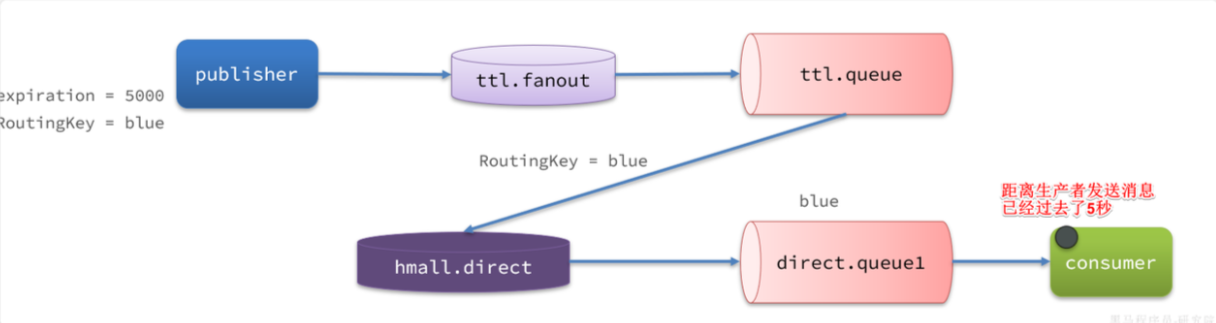 publisher
ttl.fanout
ttl.queue
expiration = 5000
RoutingKey = blue
RoutingKey = blue
距离生产者发送消息
已经过去了5秒
blue
hmall.direct
direct.queue1
consumer